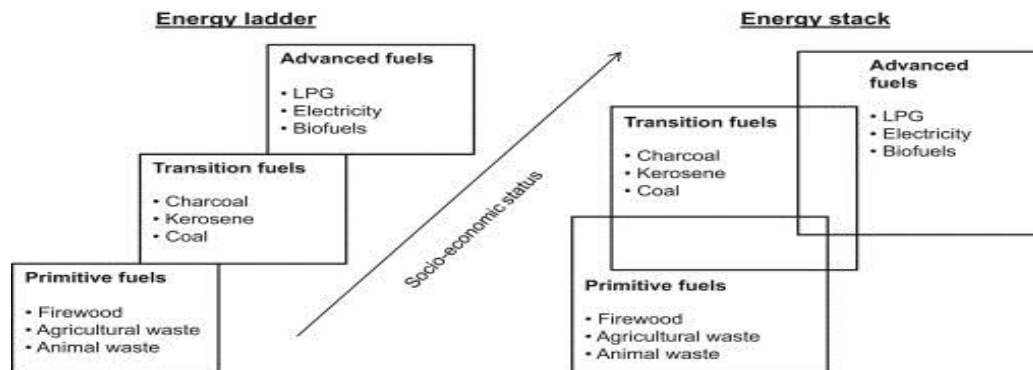 Energy ladder
Advanced fuels
• LPG
• Electricity
• Biofuels
Transition fuels
• Charcoal
• Kerosene
• Coal
Primitive fuels
• Firewood
• Agricultural waste
• Animal waste
Socio-economic status
Energy stack
Advanced
fuels
• LPG
• Electricity
• Biofuels
Transition fuels
• Charcoal
• Kerosene
• Coal
Primitive fuels
• Firewood
• Agricultural waste
• Animal waste